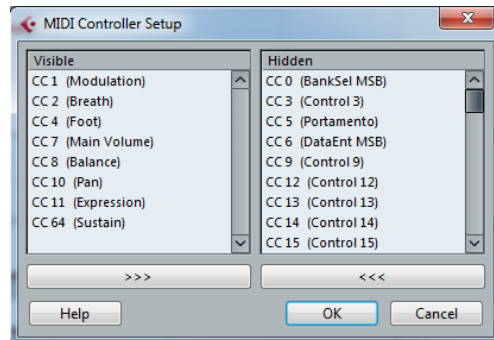 MIDI Controller Setup
Visible
CC 1 (Modulation)
CC 2 (Breath)
CC 4 (Foot)
CC 7 (Main Volume)
CC 8 (Balance)
CC 10 (Pan)
CC 11 (Expression)
CC 64 (Sustain)
>>>
Hidden
CC 0 (BankSel MSB)
CC 3 (Control 3)
CC 5 (Portamento)
CC 6 (DataEnt MSB)
CC 9 (Control 9)
CC 12 (Control 12)
CC 13 (Control 13)
CC 14 (Control 14)
CC 15 (Control 15)
<<<
Help
OK
Cancel